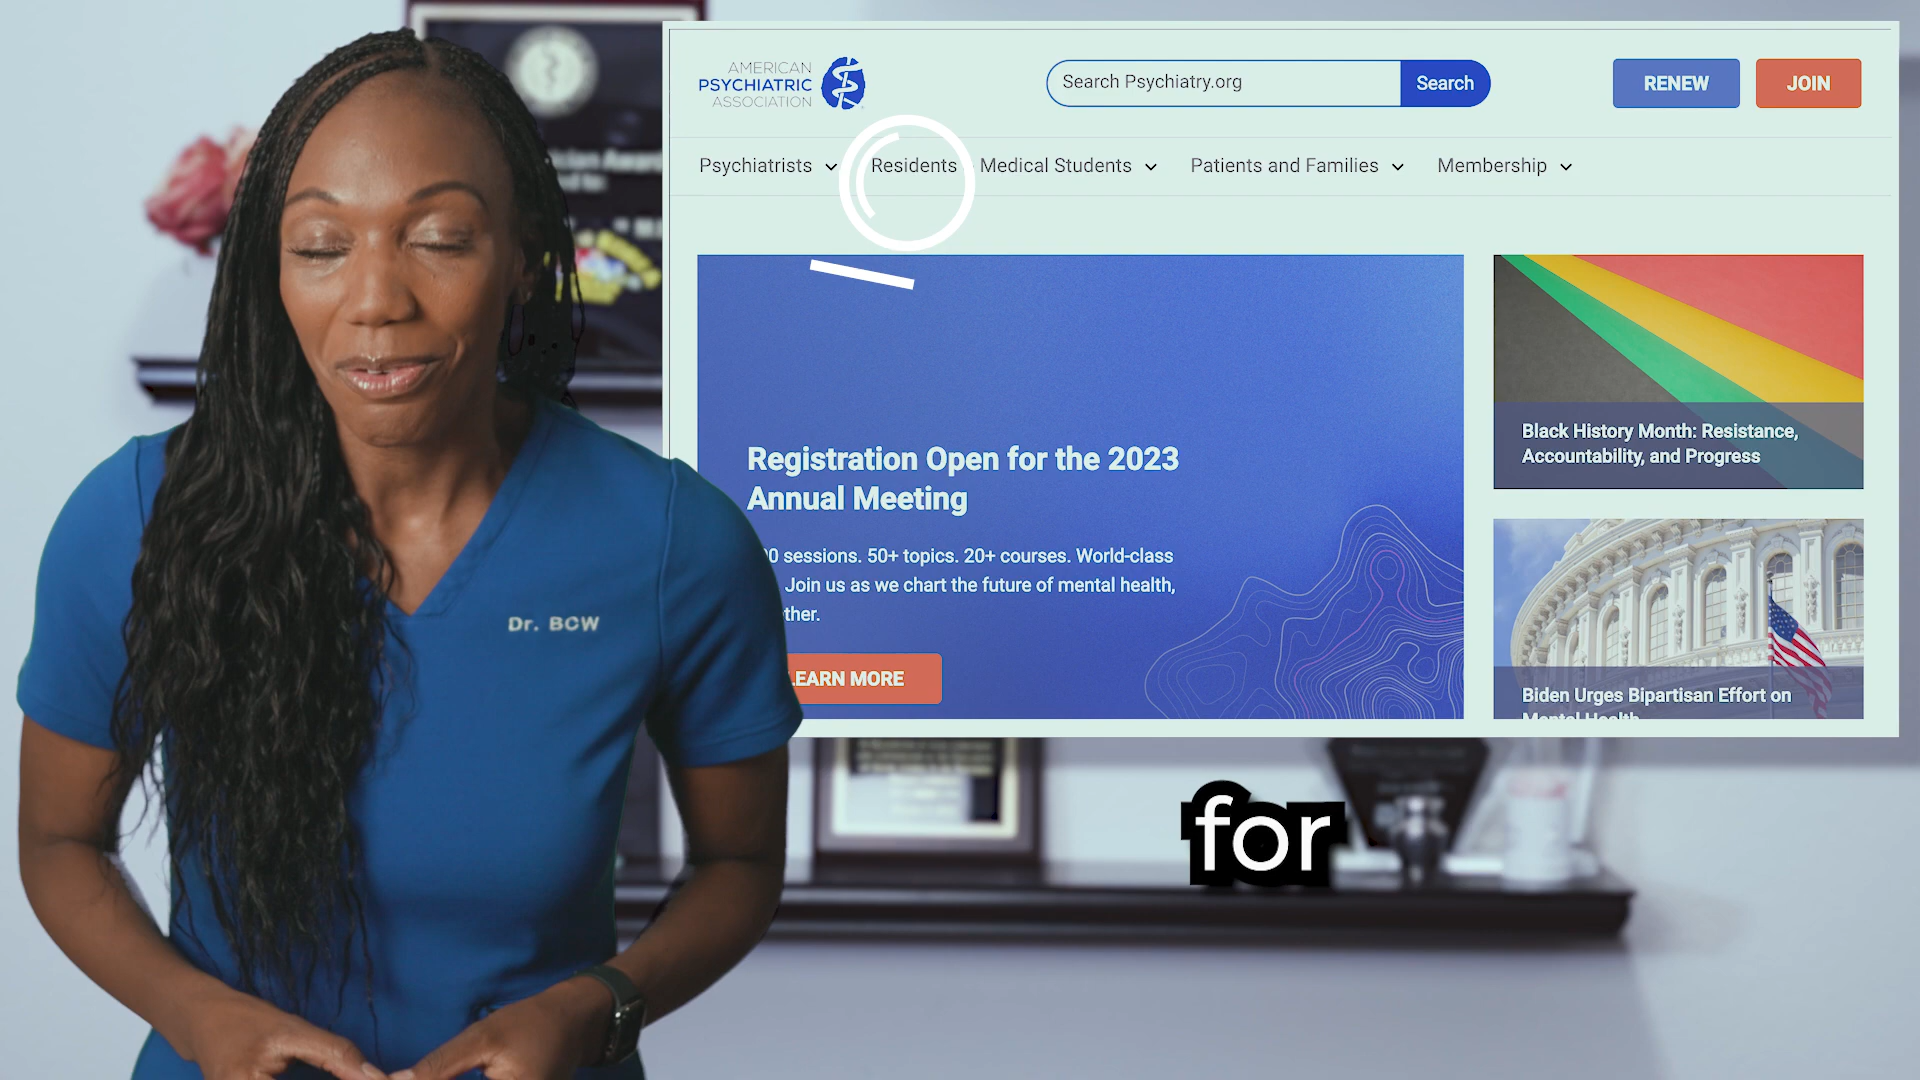 AMERICAN
PSYCHIATRIC
ASSOCIATION
Search Psychiatry.org
Search
RENEW
JOIN
Psychiatrists
Residents
Medical Students
Patients and Families
Membership
Registration Open for the 2023
Annual Meeting
sessions. 50+ topics. 20+ courses. World-class
Join us as we chart the future of mental health,
LEARN MORE
Black History Month: Resistance,
Accountability, and Progress
Biden Urges Bipartisan Effort on
Mental Health
Dr. BCW
for